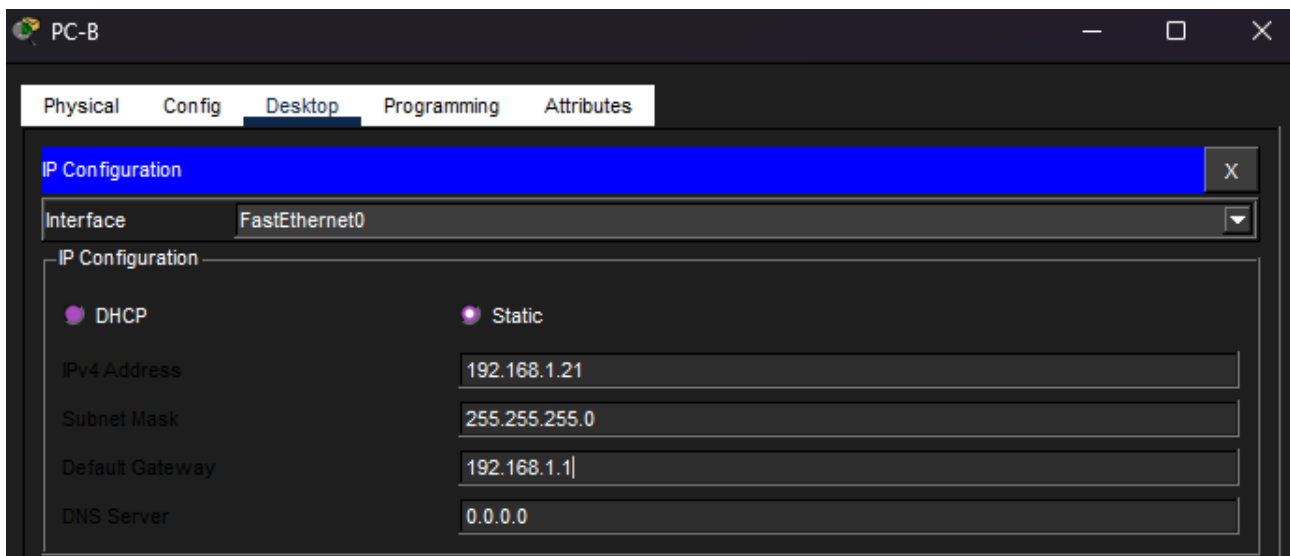 PC-B
Physical Config Desktop Programming Attributes
IP Configuration X
Interface FastEthernet0
IP Configuration
DHCP Static
IPv4 Address 192.168.1.21
Subnet Mask 255.255.255.0
Default Gateway 192.168.1.1
DNS Server 0.0.0.0